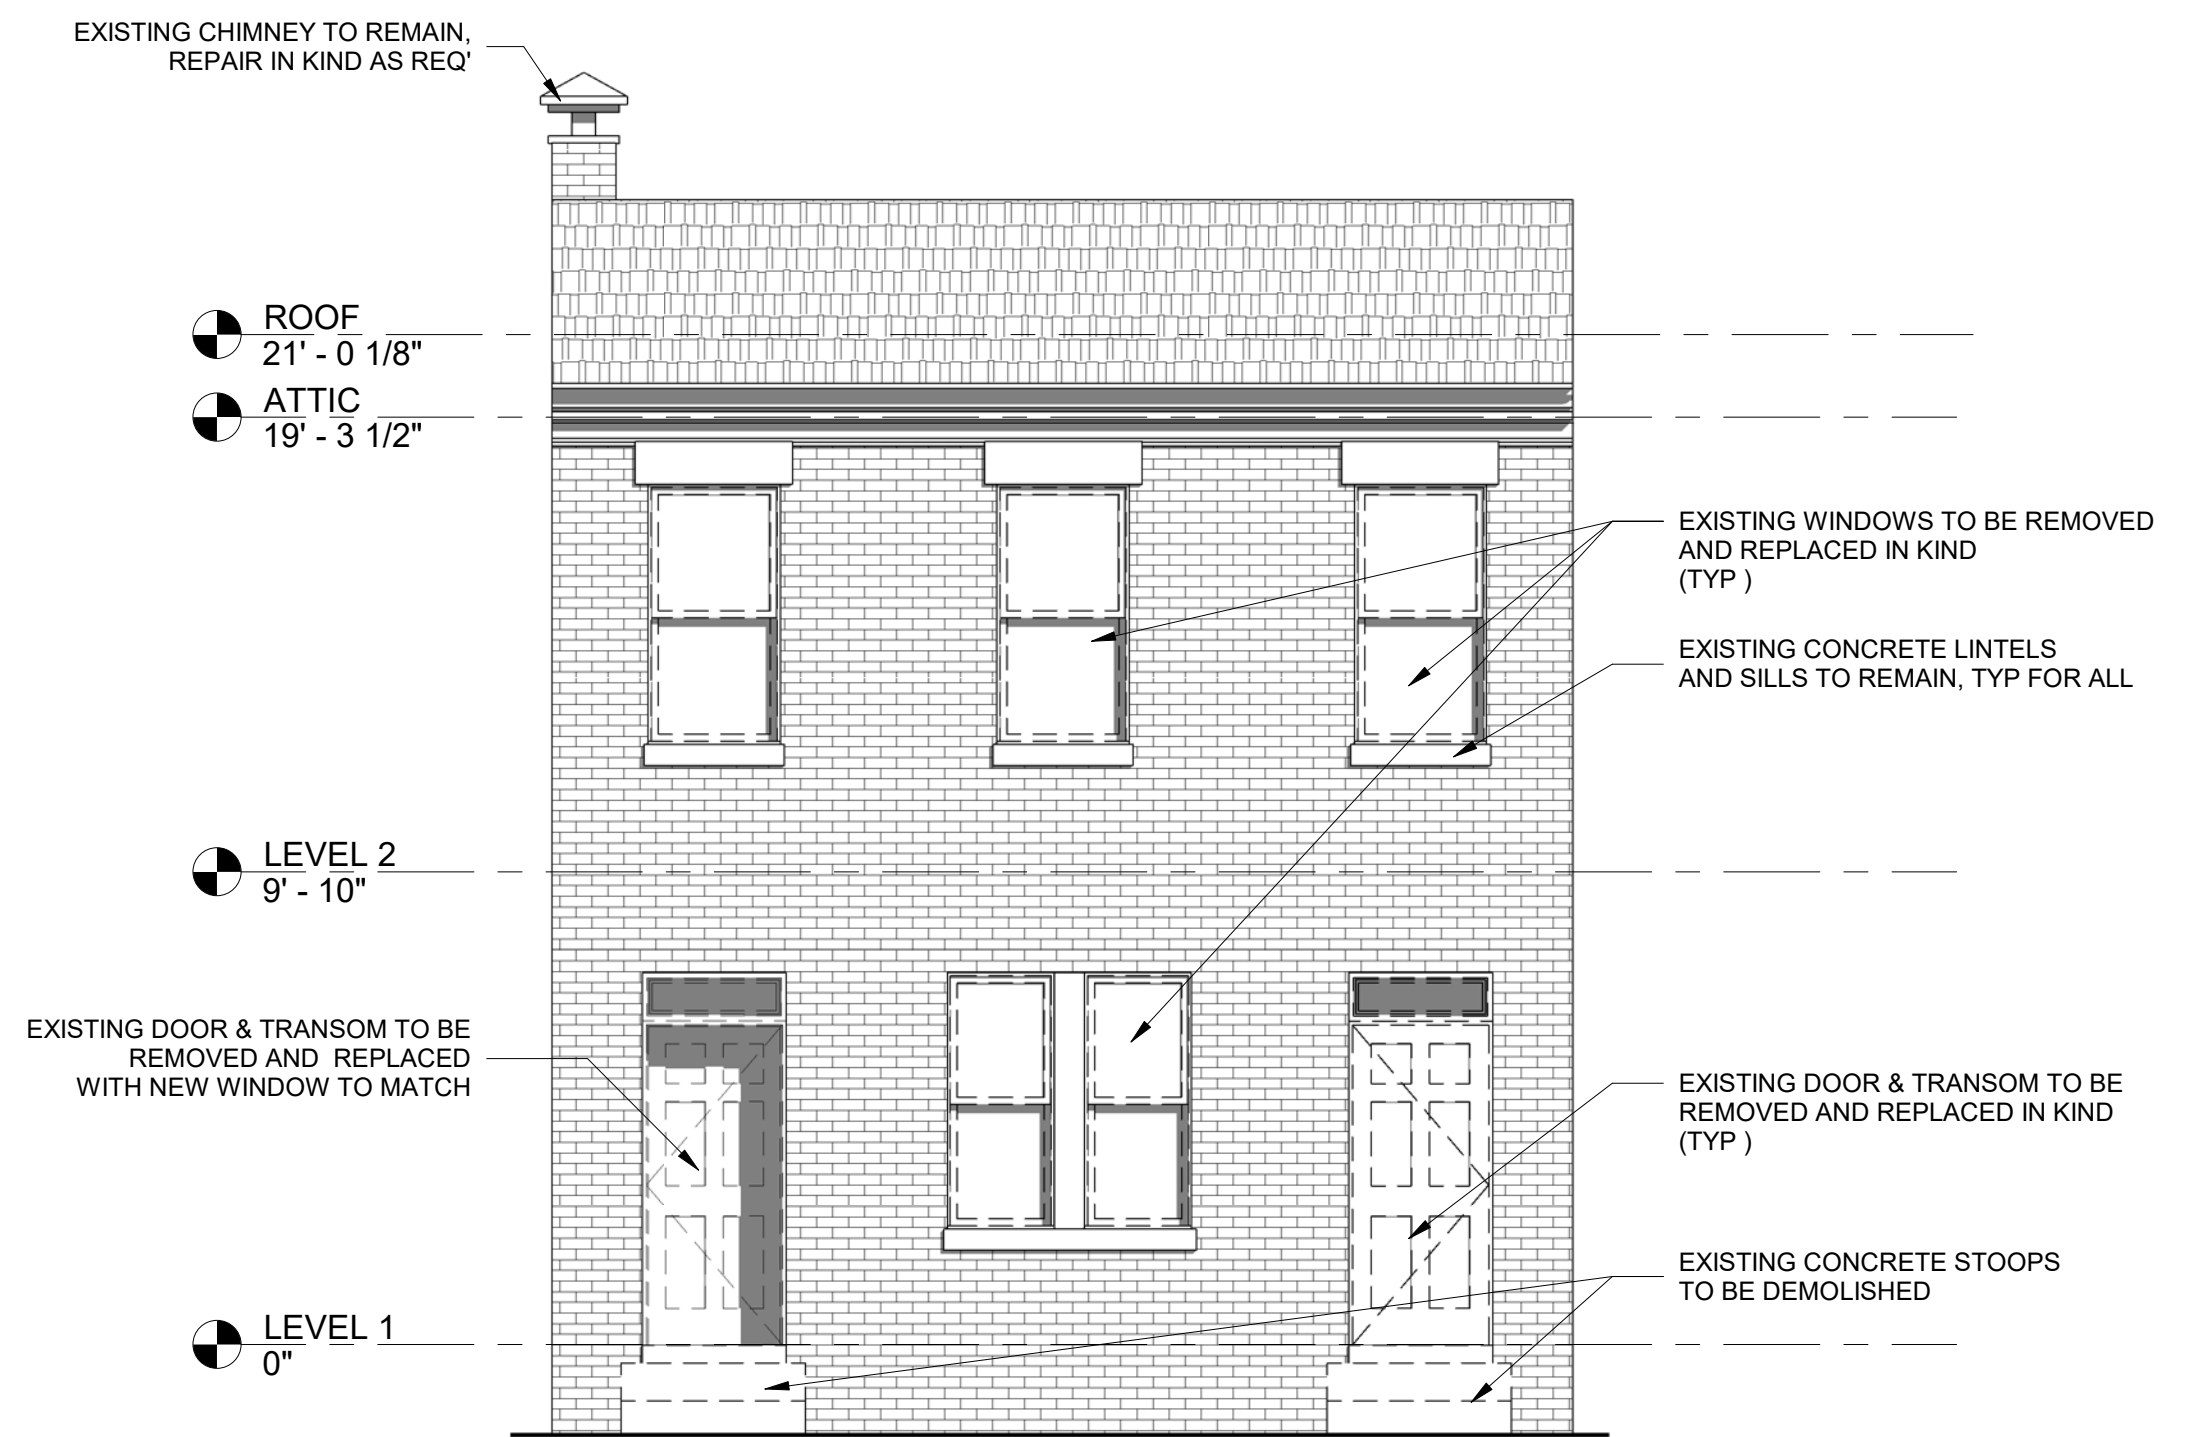 EXISTING CHIMNEY TO REMAIN,
REPAIR IN KIND AS REQ'
ROOF
21' - 0 1/8"
ATTIC
19' - 3 1/2"
EXISTING WINDOWS TO BE REMOVED
AND REPLACED IN KIND
(TYP )
EXISTING CONCRETE LINTELS
AND SILLS TO REMAIN, TYP FOR ALL
LEVEL 2
9' - 10"
EXISTING DOOR & TRANSOM TO BE
REMOVED AND REPLACED
WITH NEW WINDOW TO MATCH
EXISTING DOOR & TRANSOM TO BE
REMOVED AND REPLACED IN KIND
(TYP )
EXISTING CONCRETE STOOPS
TO BE DEMOLISHED
LEVEL 1
0"